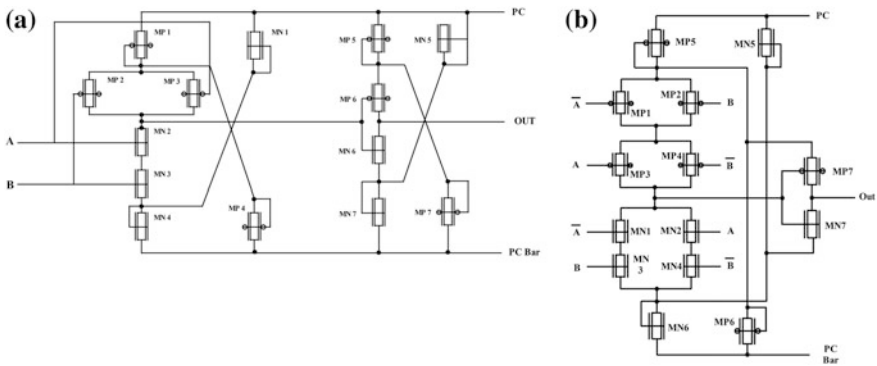 (a)
MP 1
MN 1
PC
MP 5
MN 5
MP 2
MP 3
MP 6
A
MN 2
OUT
MN 6
B
MN 3
MN 4
MP 4
MN 7
MP 7
PC Bar
(b)
PC
MP5
MN5
A
MP1
MP2
B
A
MP3
MP4
B
MP7
Out
MN7
A
MN1
MN2
A
B
MN
3
MN4
B
MN6
MP6
PC
Bar